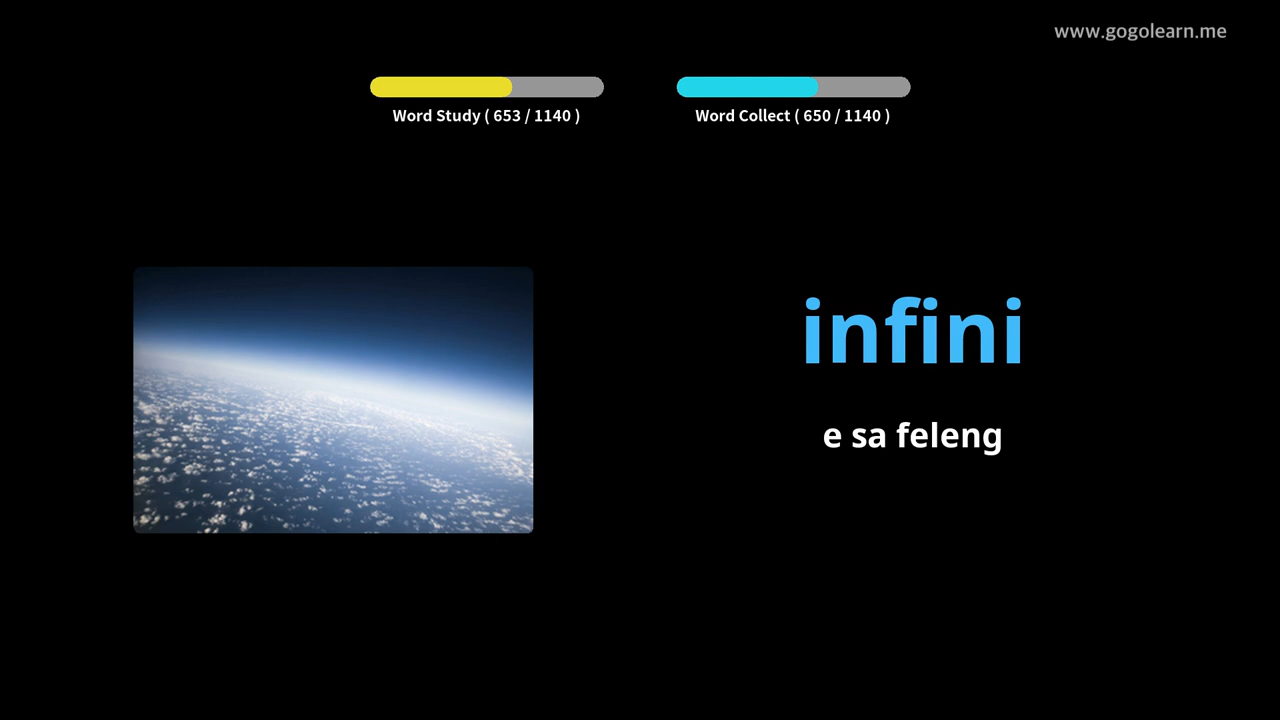 www.gogolearn.me
Word Study ( 653 / 1140 )
Word Collect ( 650 / 1140 )
infini
e sa feleng